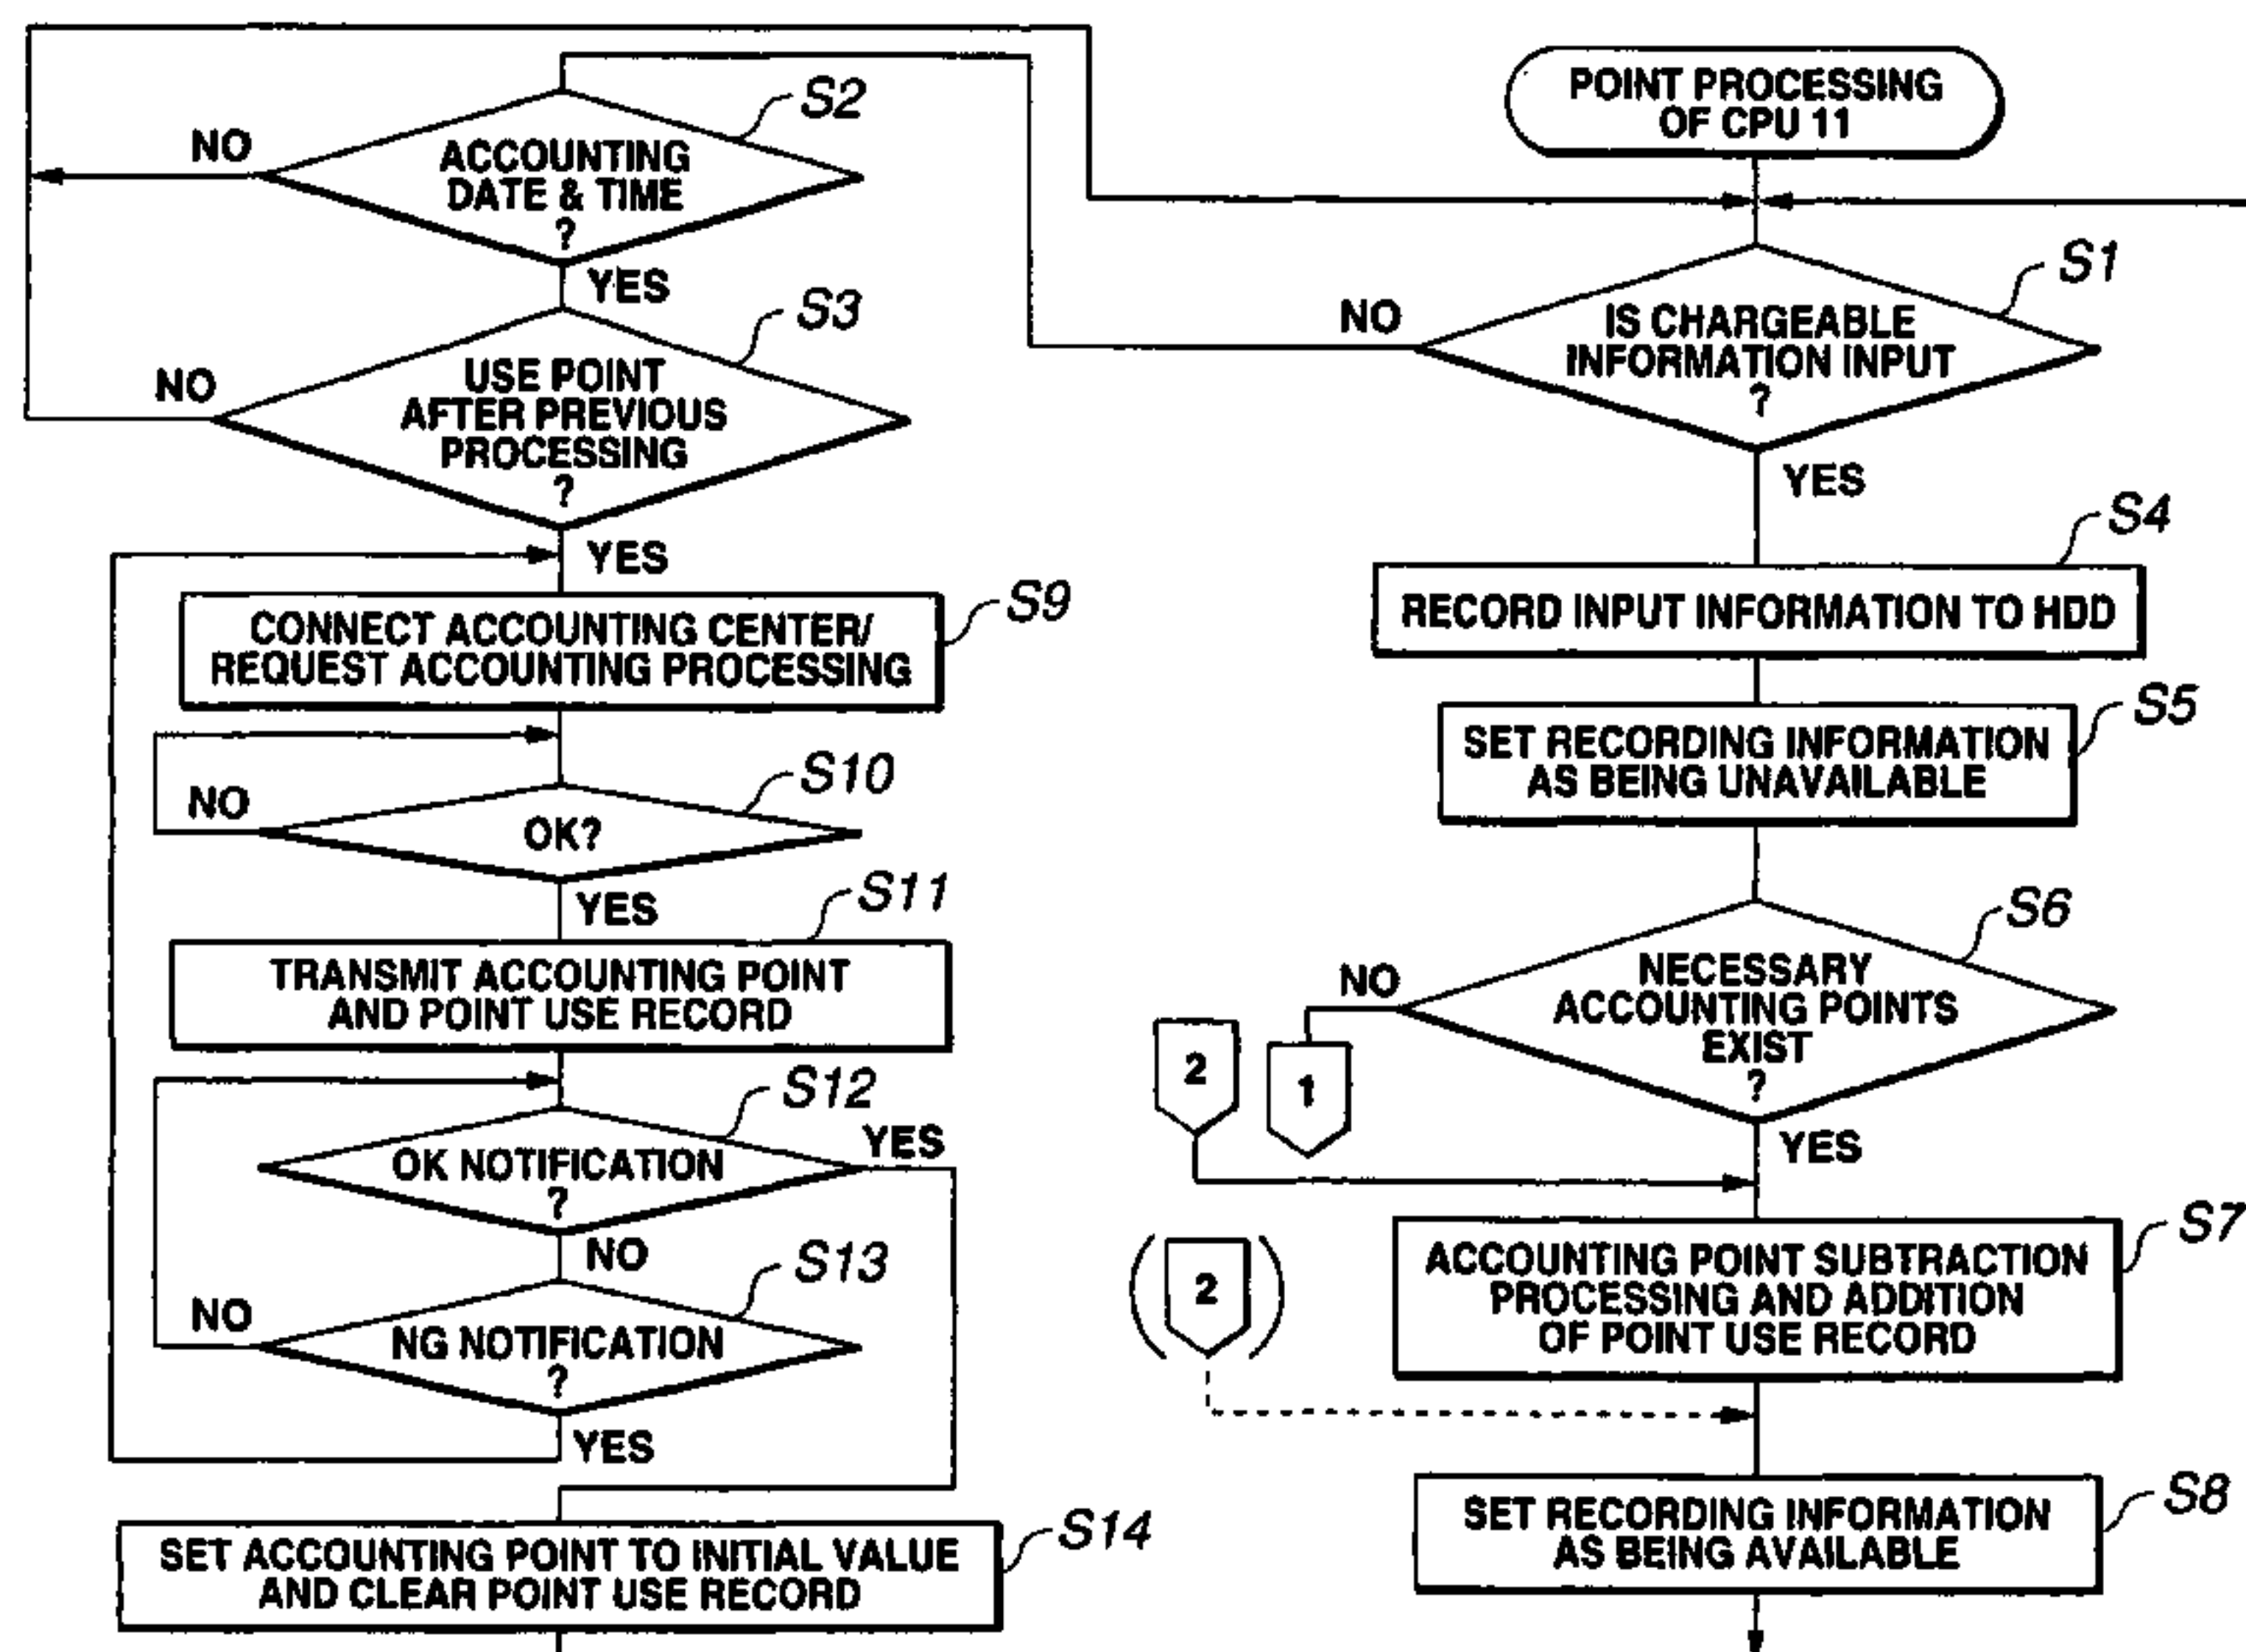 POINT PROCESSING
OF CPU 11
S1
IS CHARGEABLE
INFORMATION INPUT
?
NO
YES
S2
ACCOUNTING
DATE & TIME
?
NO
YES
S3
USE POINT
AFTER PREVIOUS
PROCESSING
?
NO
YES
S4
RECORD INPUT INFORMATION TO HDD
S5
SET RECORDING INFORMATION
AS BEING UNAVAILABLE
S6
NECESSARY
ACCOUNTING POINTS
EXIST
?
NO
1
2
YES
S7
ACCOUNTING POINT SUBTRACTION
PROCESSING AND ADDITION
OF POINT USE RECORD
(2)
S8
SET RECORDING INFORMATION
AS BEING AVAILABLE
S9
CONNECT ACCOUNTING CENTER/
REQUEST ACCOUNTING PROCESSING
S10
OK?
NO
YES
S11
TRANSMIT ACCOUNTING POINT
AND POINT USE RECORD
S12
OK NOTIFICATION
?
YES
NO
S13
NG NOTIFICATION
?
NO
YES
S14
SET ACCOUNTING POINT TO INITIAL VALUE
AND CLEAR POINT USE RECORD